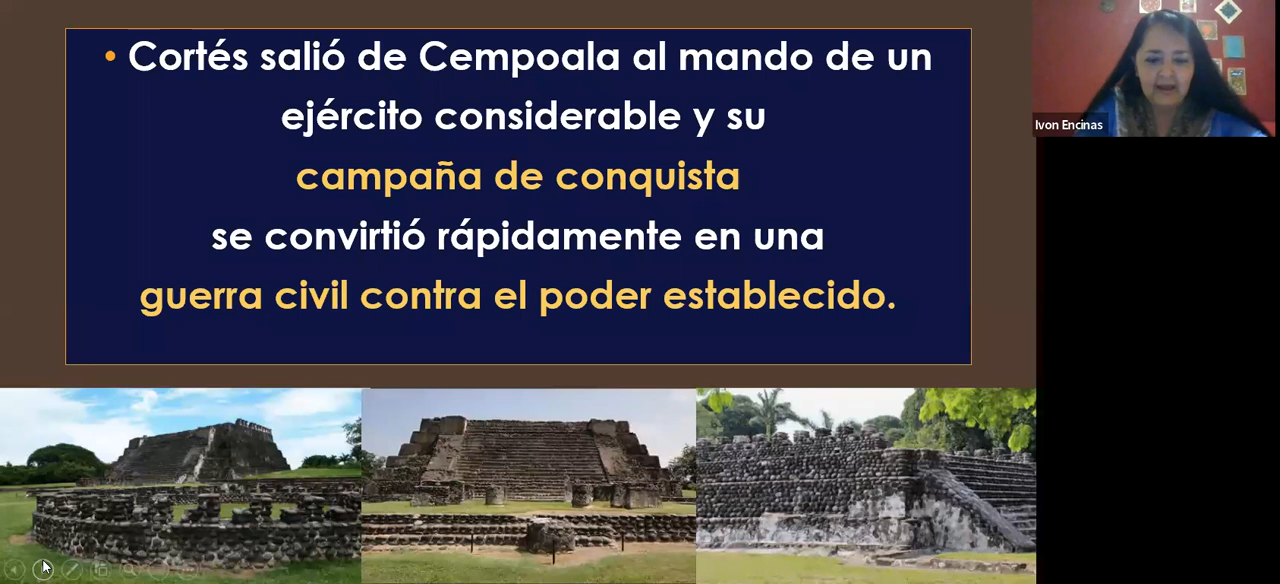 • Cortés salió de Cempoala al mando de un
ejército considerable y su
campaña de conquista
se convirtió rápidamente en una
guerra civil contra el poder establecido.
Ivon Encinas